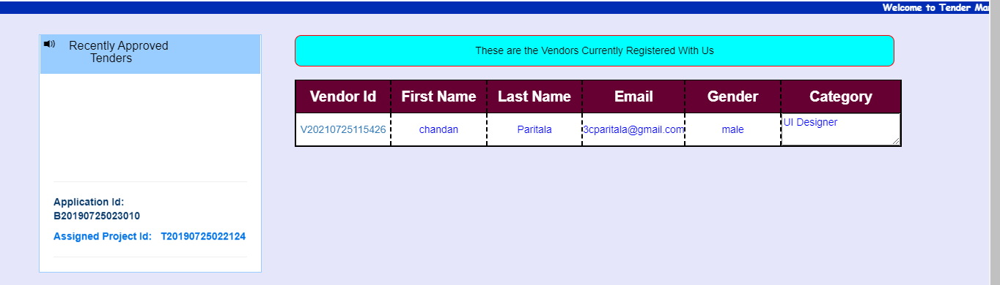 Welcome to Tender
Recently Approved
Tenders
Application Id:
B20190725023010
Assigned Project Id: T20190725022124
These are the Vendors Currently Registered With Us
Vendor Id First Name Last Name Email Gender Category
V20210725115426 chandan Paritala 3cparitala@gmail.com male UI Designer